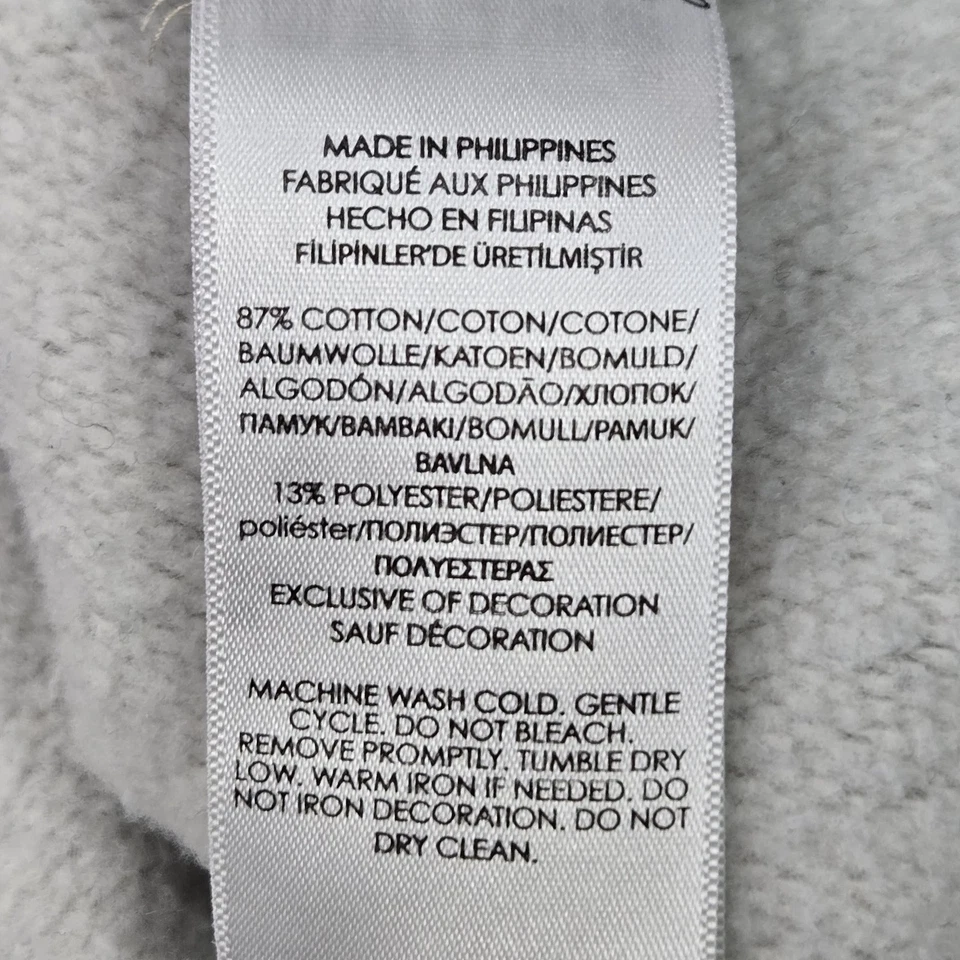 MADE IN PHILIPPINES
FABRIQUÉ AUX PHILIPPINES
HECHO EN FILIPINAS
FİLİPİNLER'DE ÜRETİLMİŞTİR
87% COTTON/COTON/COTONE/
BAUMWOLLE/KATOEN/BOMULD/
ALGODÓN/ALGODÃO/ХЛОПОК/
ПАМУК/ΒΑΜΒΑΚΙ/BOMULL/PAMUK/
BAVLNA
13% POLYESTER/POLIESTERE/
poliéster/ПОЛИЭСТЕР/ПОЛИЕСТЕР/
ΠΟΛΥΕΣΤΕΡΑΣ
EXCLUSIVE OF DECORATION
SAUF DÉCORATION
MACHINE WASH COLD. GENTLE
CYCLE. DO NOT BLEACH.
REMOVE PROMPTLY. TUMBLE DRY
LOW. WARM IRON IF NEEDED. DO
NOT IRON DECORATION. DO NOT
DRY CLEAN.